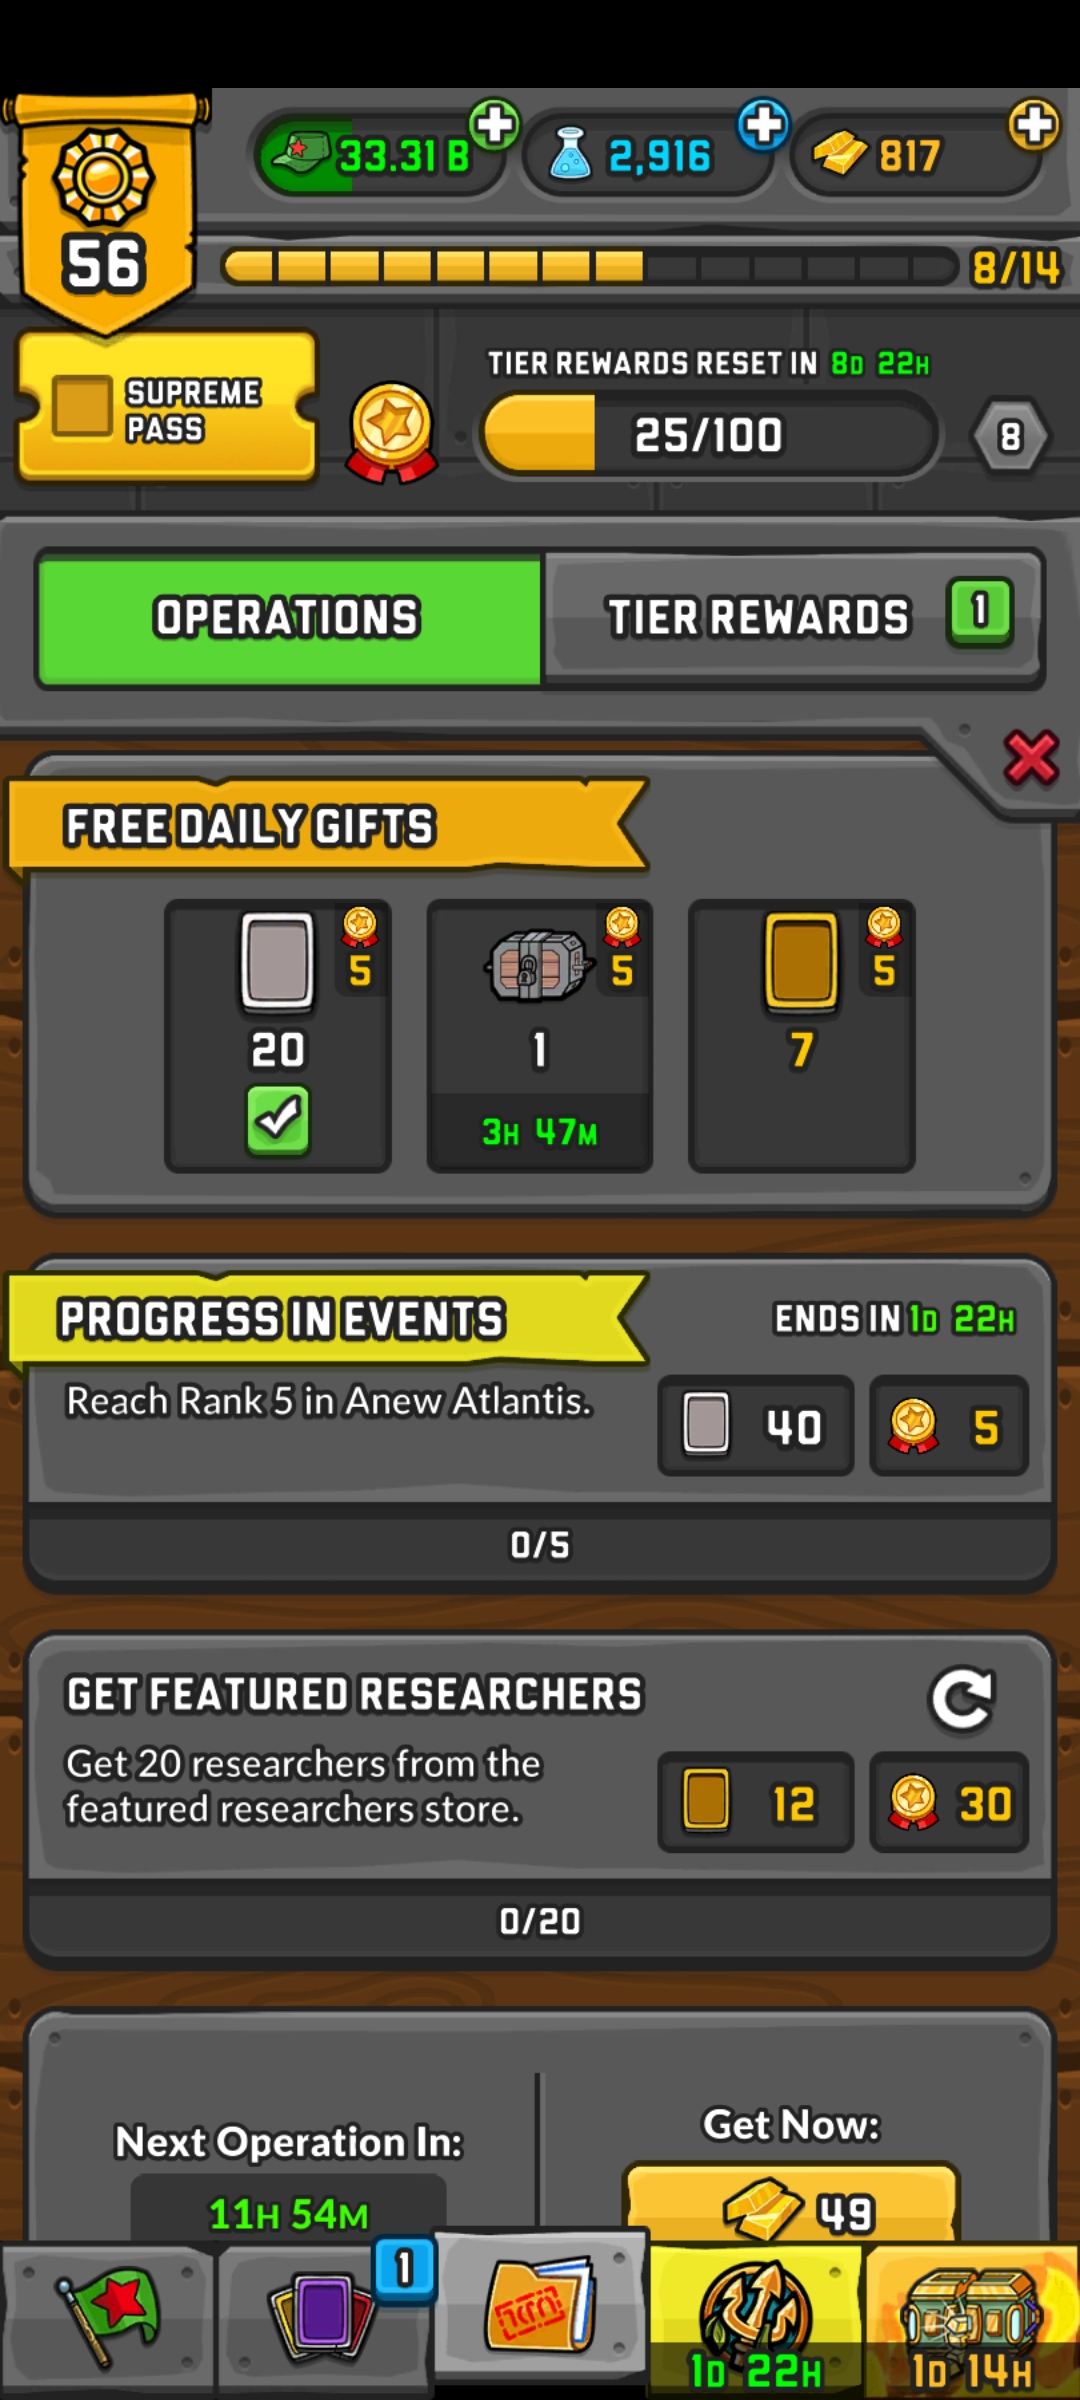 33.31 B
2,916
817
56
8/14
SUPREME
PASS
TIER REWARDS RESET IN 8D 22H
25/100
8
OPERATIONS
TIER REWARDS
1
FREE DAILY GIFTS
5
5
5
20
1
7
3H 47M
PROGRESS IN EVENTS
ENDS IN 1D 22H
Reach Rank 5 in Anew Atlantis.
40
5
0/5
GET FEATURED RESEARCHERS
Get 20 researchers from the
featured researchers store.
12
30
0/20
Next Operation In:
11H 54M
Get Now:
49
1
1D 22H
1D 14H